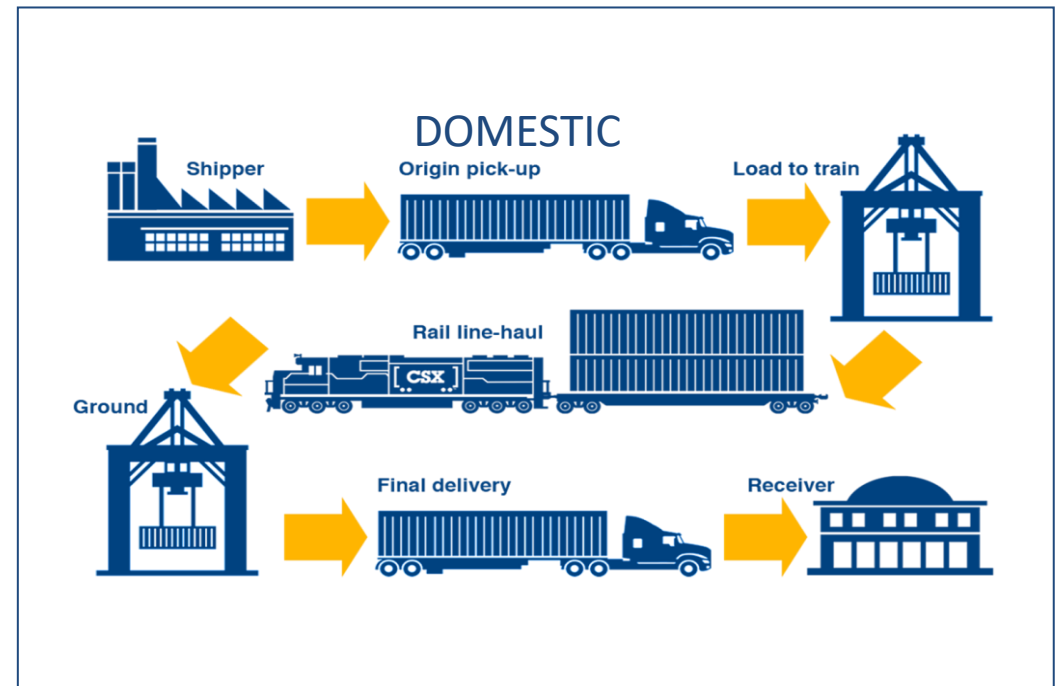 DOMESTIC
Shipper
Origin pick-up
Load to train
Rail line-haul
CSX
Ground
Final delivery
Receiver